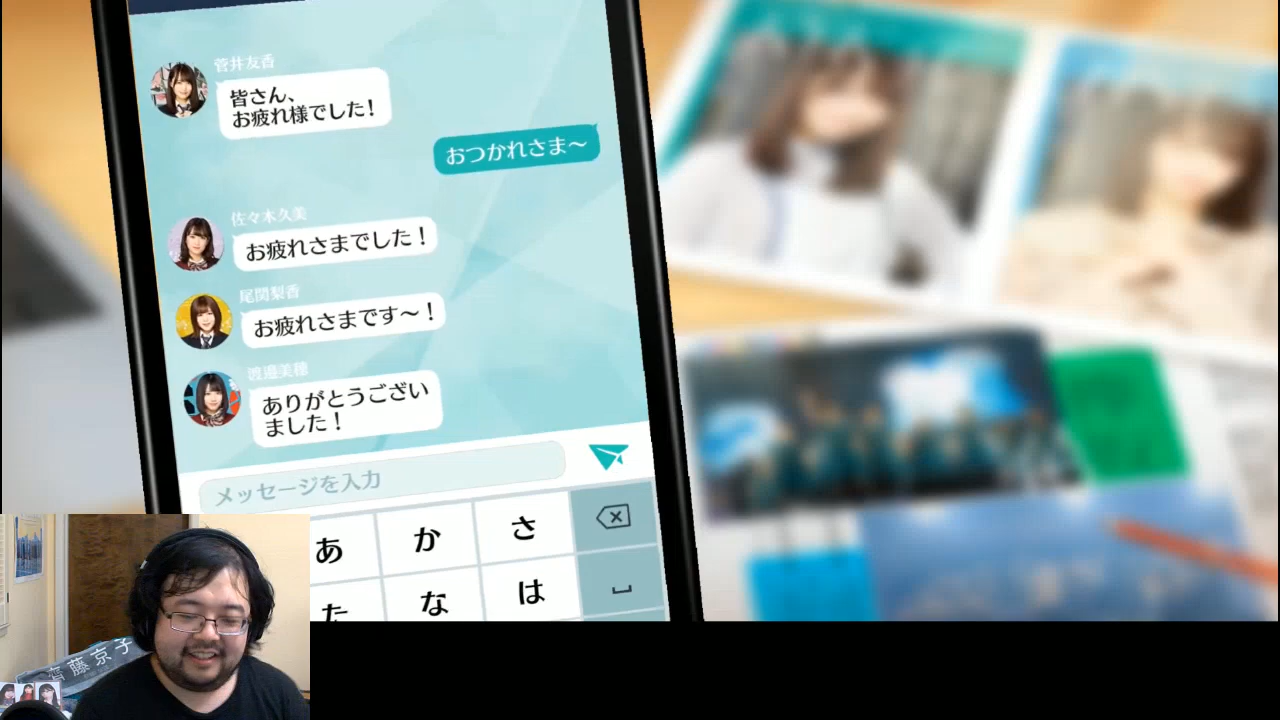 菅井友香
皆さん、
お疲れ様でした！
おつかれさま～
佐々木久美
お疲れさまでした！
尾関梨香
お疲れさまです～！
渡邉美穂
ありがとうござい
ました！
メッセージを入力
あ か さ
た な は
齊藤京子